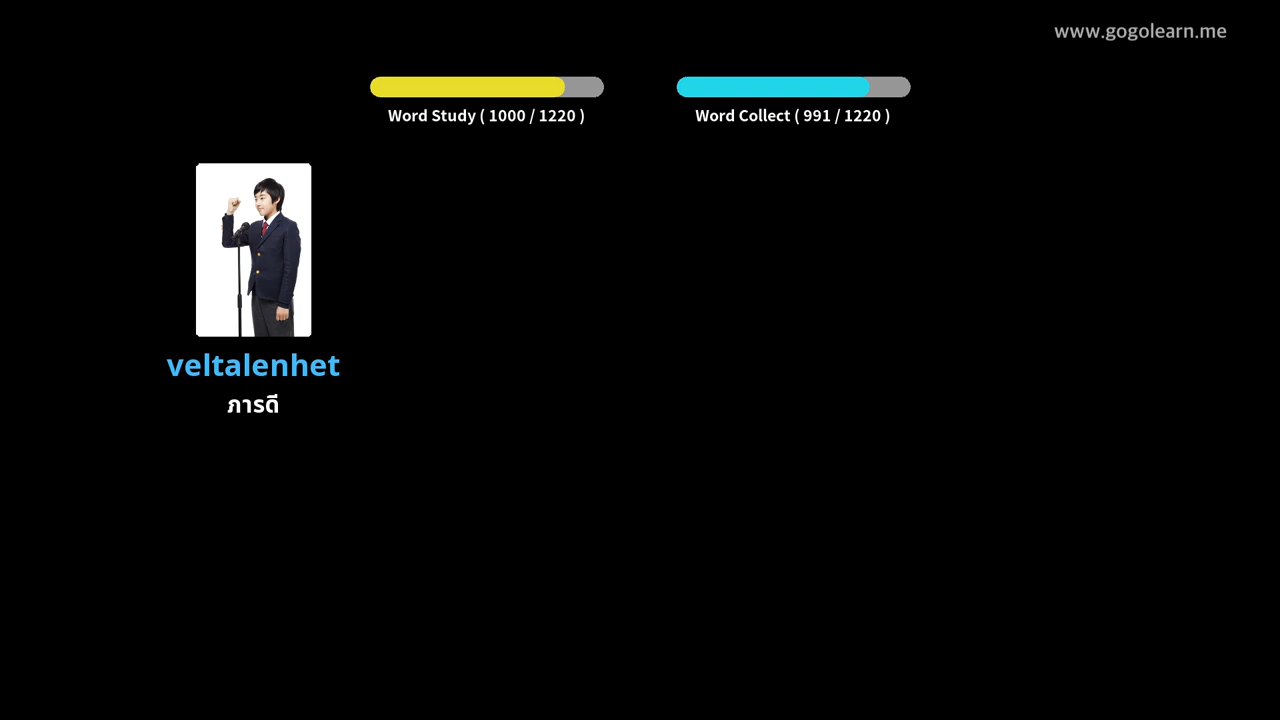 www.gogolearn.me
Word Study ( 1000 / 1220 )
Word Collect ( 991 / 1220 )
veltalenhet
ภารดี